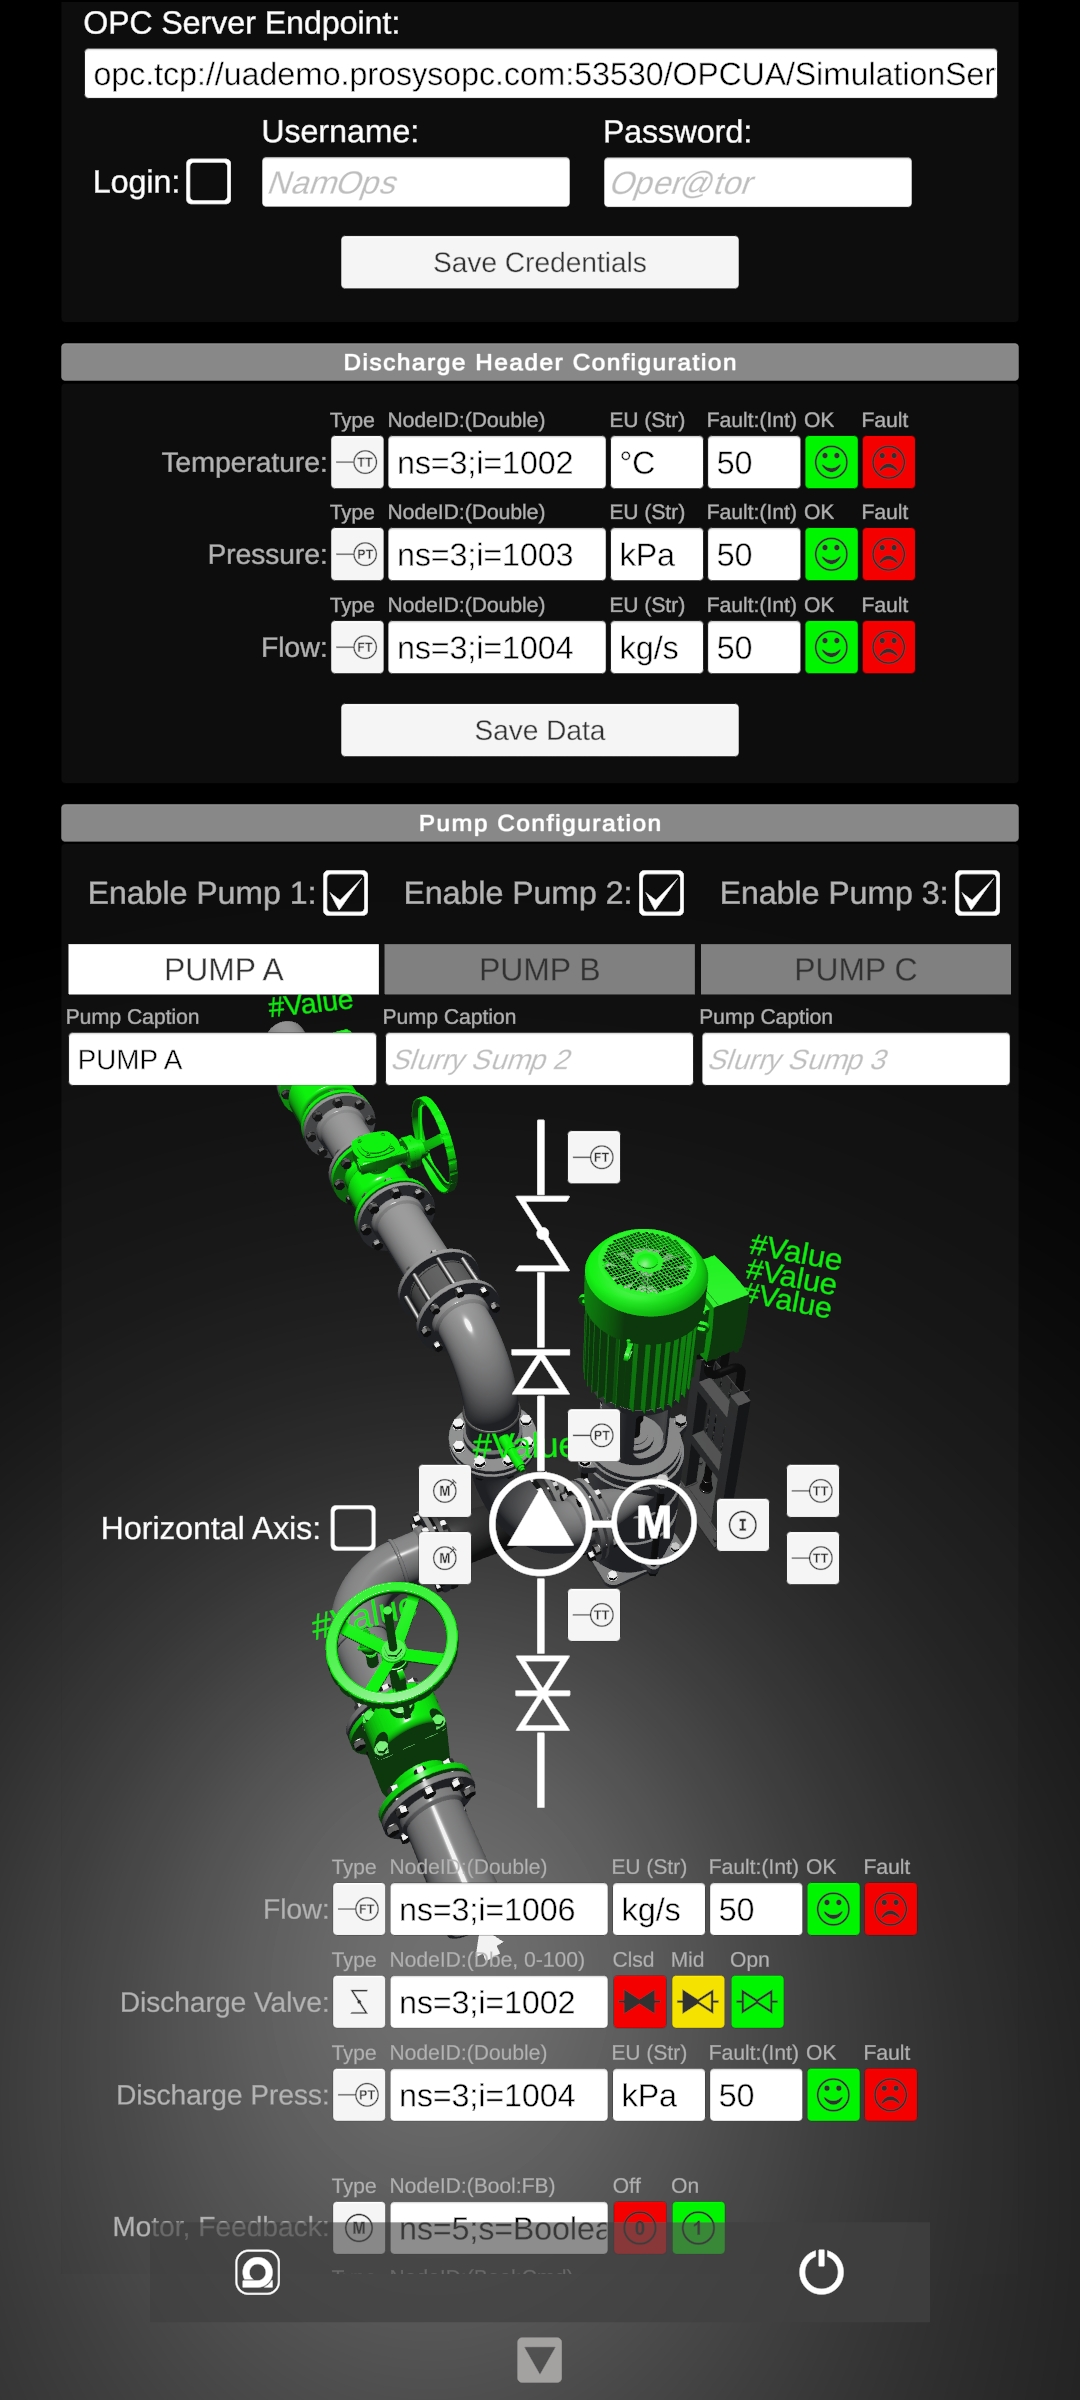 OPC Server Endpoint:
opc.tcp://uademo.prosysopc.com:53530/OPCUA/SimulationSer
Username: Password:
Login: NamOps Oper@tor
Save Credentials
Discharge Header Configuration
Type NodeID:(Double) EU (Str) Fault:(Int) OK Fault
Temperature: TT ns=3;i=1002 °C 50
Type NodeID:(Double) EU (Str) Fault:(Int) OK Fault
Pressure: PT ns=3;i=1003 kPa 50
Type NodeID:(Double) EU (Str) Fault:(Int) OK Fault
Flow: FT ns=3;i=1004 kg/s 50
Save Data
Pump Configuration
Enable Pump 1: Enable Pump 2: Enable Pump 3:
PUMP A PUMP B PUMP C
#Value
Pump Caption Pump Caption Pump Caption
PUMP A Slurry Sump 2 Slurry Sump 3
FT
#Value
#Value
#Value
#Value PT
M TT
Horizontal Axis: M I
M TT
#Value TT
Type NodeID:(Double) EU (Str) Fault:(Int) OK Fault
Flow: FT ns=3;i=1006 kg/s 50
Type NodeID:(Dbe, 0-100) Clsd Mid Opn
Discharge Valve: ns=3;i=1002
Type NodeID:(Double) EU (Str) Fault:(Int) OK Fault
Discharge Press: PT ns=3;i=1004 kPa 50
Type NodeID:(Bool:FB) Off On
Motor, Feedback: M ns=5;s=Boolea 0 1